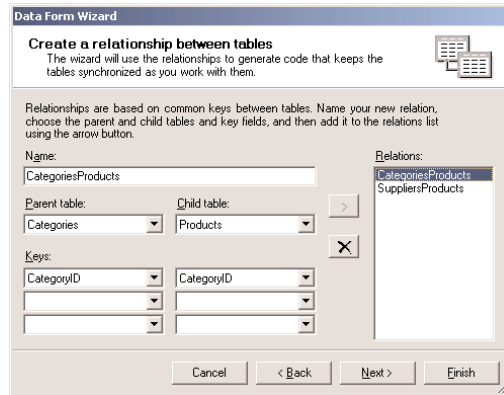 Data Form Wizard
Create a relationship between tables
The wizard will use the relationships to generate code that keeps the
tables synchronized as you work with them.
Relationships are based on common keys between tables. Name your new relation,
choose the parent and child tables and key fields, and then add it to the relations list
using the arrow button.
Name:
Relations:
CategoriesProducts
CategoriesProducts
SuppliersProducts
Parent table:
Child table:
>
Categories
Products
Keys:
CategoryID
CategoryID
Cancel
< Back
Next >
Finish